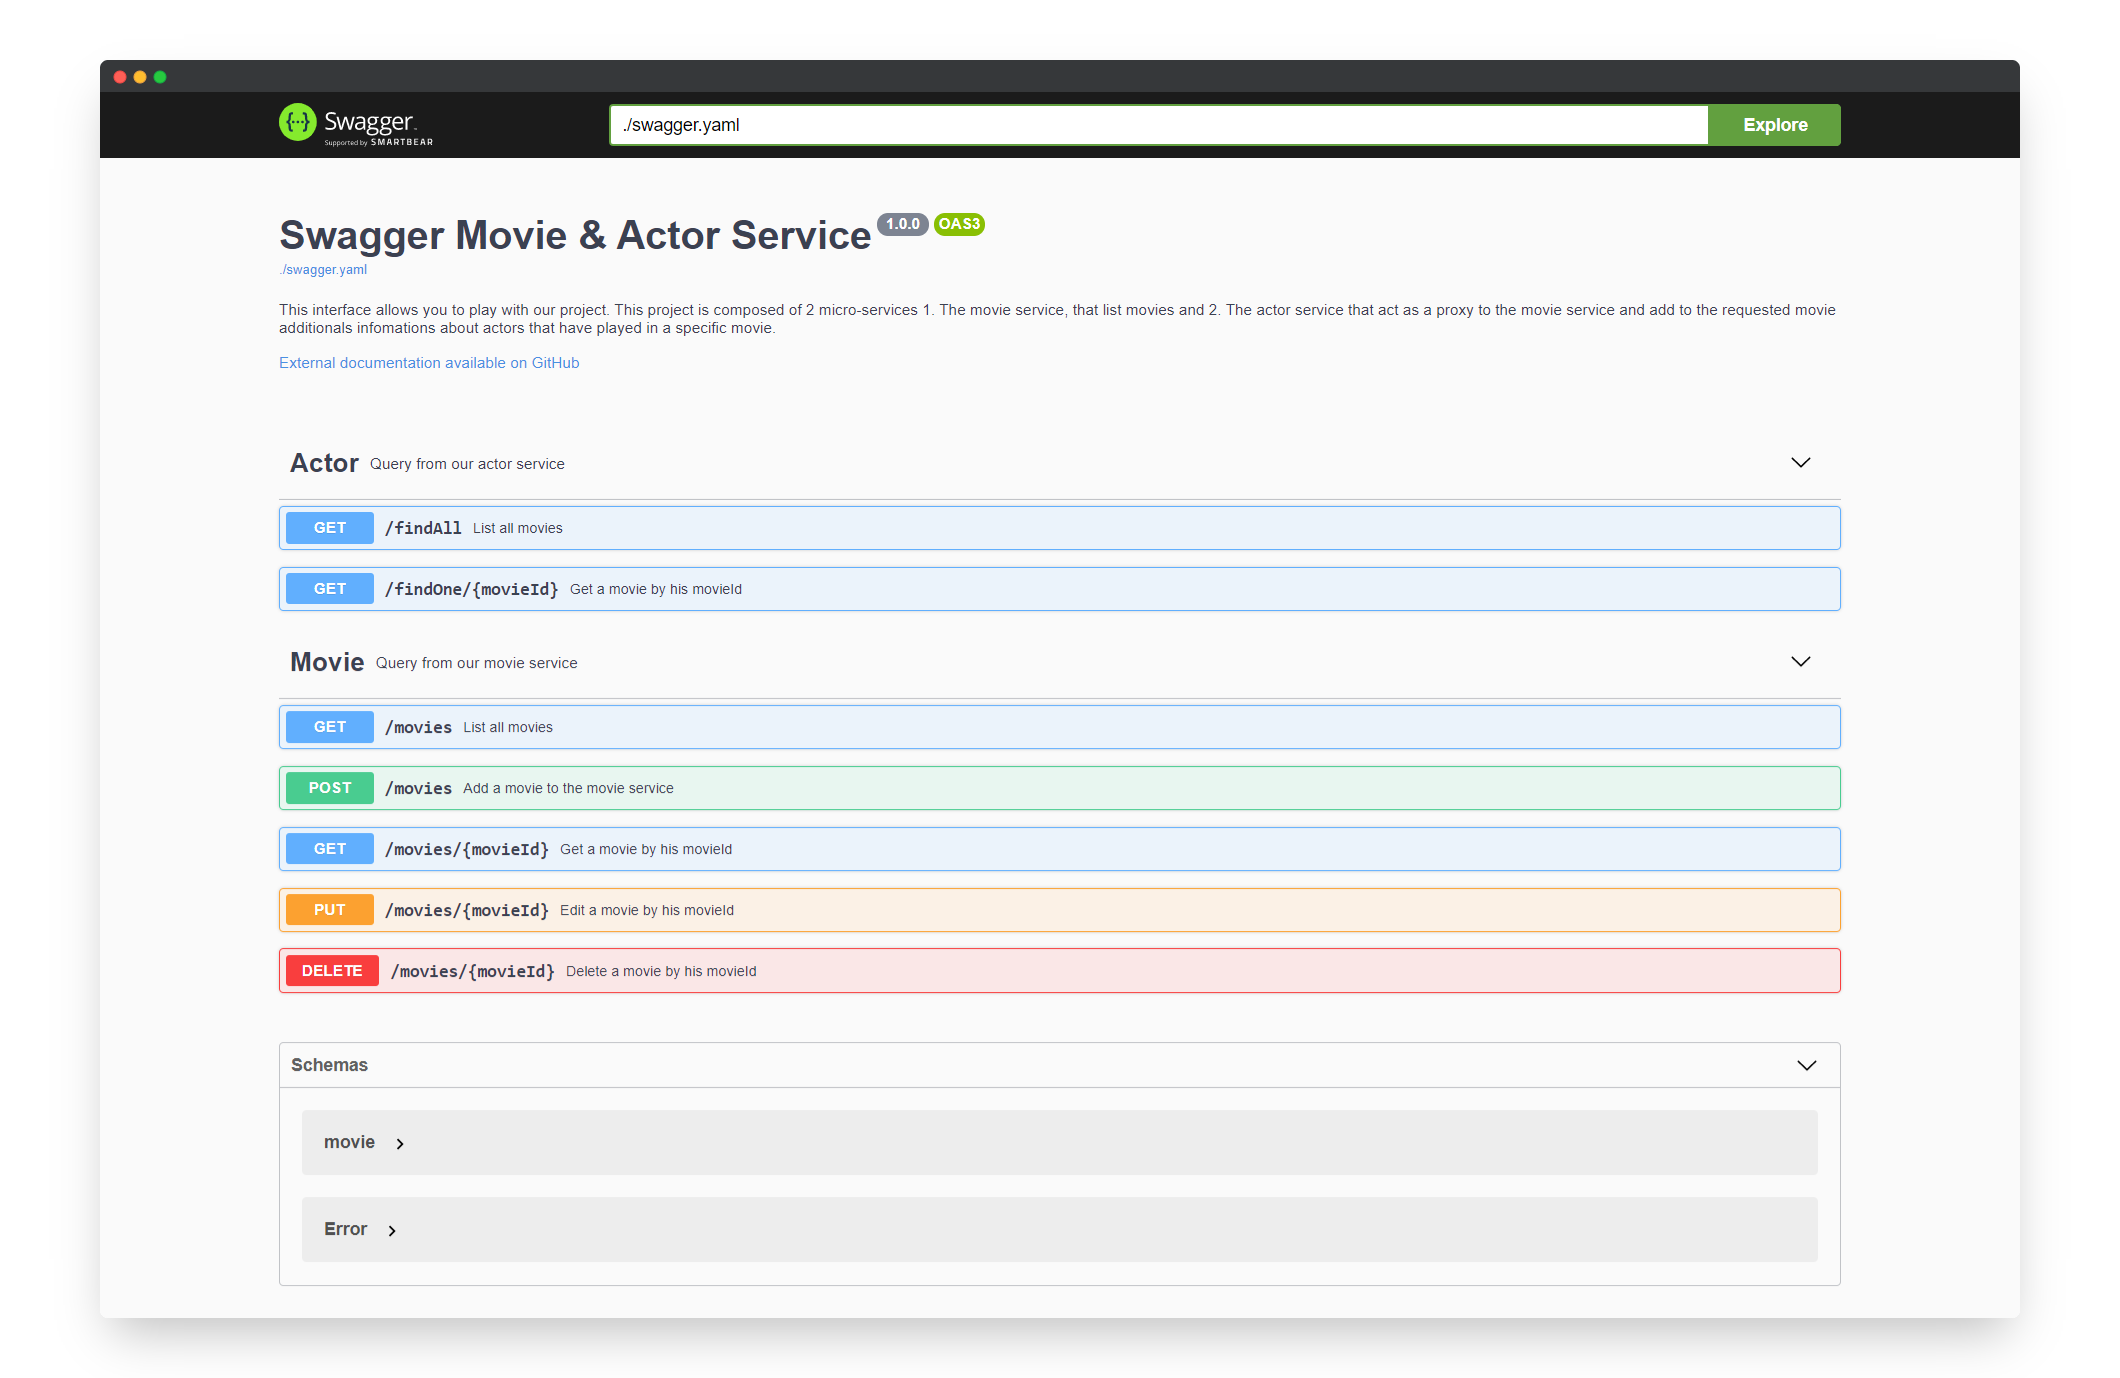 Swagger
Supported by SMARTBEAR
./swagger.yaml
Explore
Swagger Movie & Actor Service 1.0.0 OAS3
./swagger.yaml
This interface allows you to play with our project. This project is composed of 2 micro-services 1. The movie service, that list movies and 2. The actor service that act as a proxy to the movie service and add to the requested movie
additionals infomations about actors that have played in a specific movie.
External documentation available on GitHub
Actor Query from our actor service
GET /findAll List all movies
GET /findOne/{movieId} Get a movie by his movieId
Movie Query from our movie service
GET /movies List all movies
POST /movies Add a movie to the movie service
GET /movies/{movieId} Get a movie by his movieId
PUT /movies/{movieId} Edit a movie by his movieId
DELETE /movies/{movieId} Delete a movie by his movieId
Schemas
movie
Error